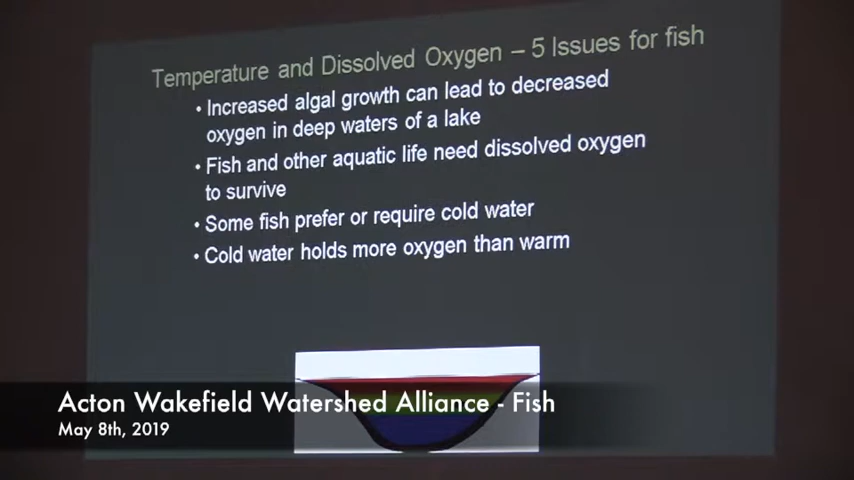 Temperature and Dissolved Oxygen – 5 Issues for fish
• Increased algal growth can lead to decreased
oxygen in deep waters of a lake
• Fish and other aquatic life need dissolved oxygen
to survive
• Some fish prefer or require cold water
• Cold water holds more oxygen than warm
Acton Wakefield Watershed Alliance - Fish
May 8th, 2019